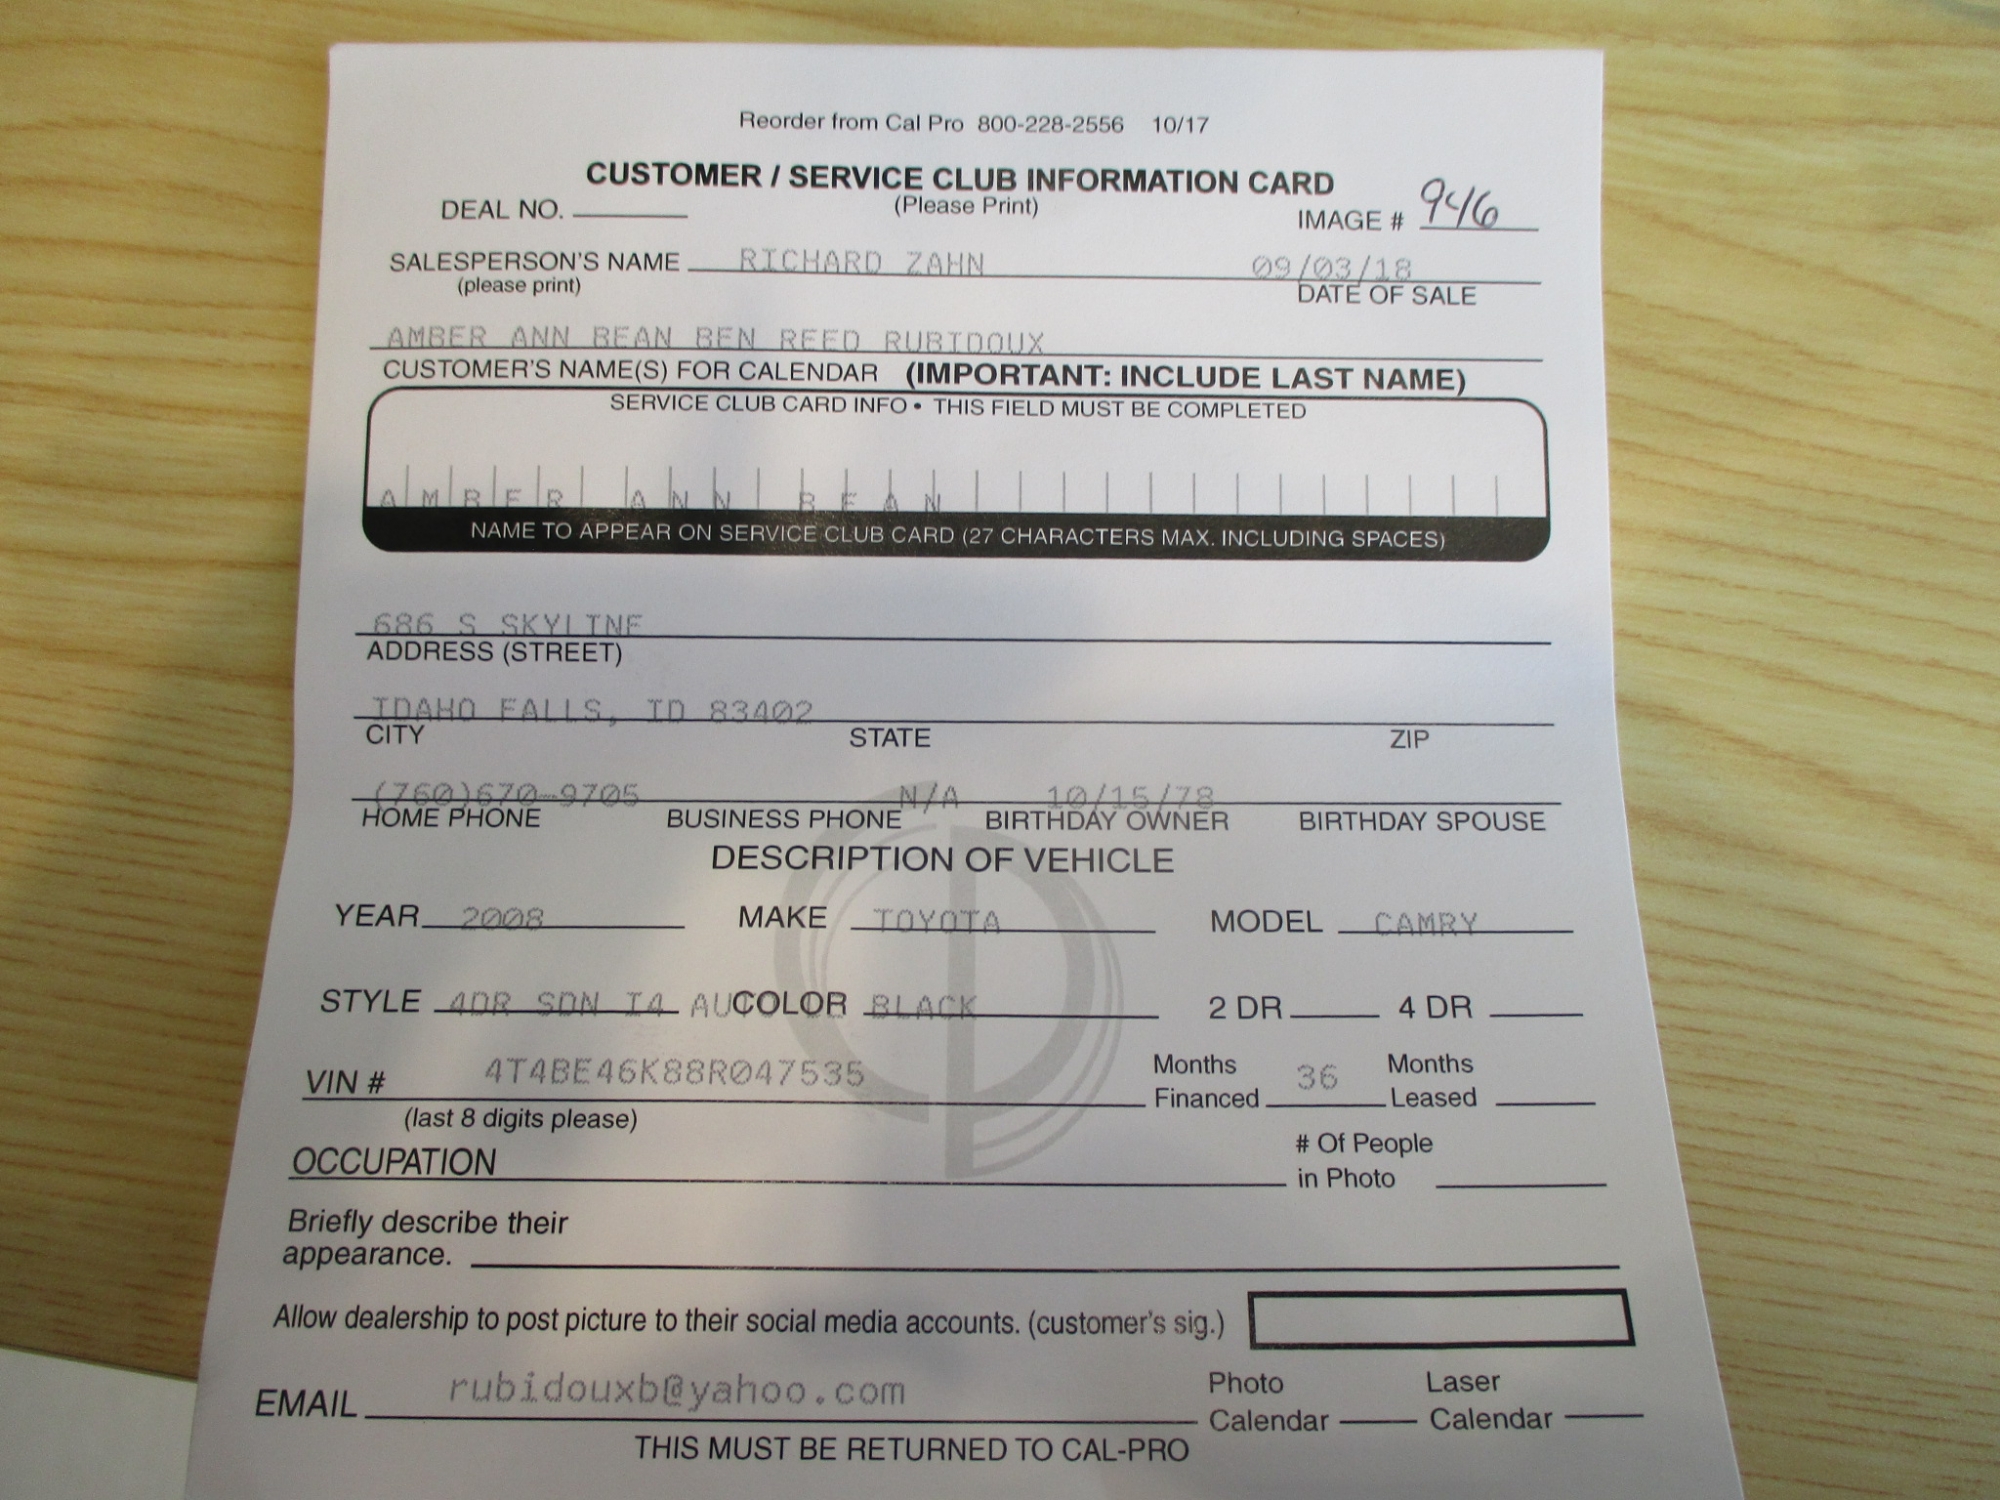 Reorder from Cal Pro 800-228-2556 10/17
CUSTOMER / SERVICE CLUB INFORMATION CARD
DEAL NO. (Please Print) IMAGE # 946
SALESPERSON'S NAME RICHARD ZAHN 09/03/18
(please print) DATE OF SALE
AMBER ANN BEAN BEN REED RUBIDOUX
CUSTOMER'S NAME(S) FOR CALENDAR (IMPORTANT: INCLUDE LAST NAME)
SERVICE CLUB CARD INFO • THIS FIELD MUST BE COMPLETED
AMBER ANN BEAN
NAME TO APPEAR ON SERVICE CLUB CARD (27 CHARACTERS MAX. INCLUDING SPACES)
686 S SKYLINE
ADDRESS (STREET)
IDAHO FALLS, ID 83402
CITY STATE ZIP
(760)670-9705 N/A 10/15/78
HOME PHONE BUSINESS PHONE BIRTHDAY OWNER BIRTHDAY SPOUSE
DESCRIPTION OF VEHICLE
YEAR 2008 MAKE TOYOTA MODEL CAMRY
STYLE 4DR SDN I4 AUTO COLOR BLACK 2 DR 4 DR
VIN # 4T4BE46K88R047535 Months Financed 36 Months Leased
(last 8 digits please)
OCCUPATION # Of People in Photo
Briefly describe their
appearance.
Allow dealership to post picture to their social media accounts. (customer's sig.)
EMAIL rubidouxb@yahoo.com Photo Calendar Laser Calendar
THIS MUST BE RETURNED TO CAL-PRO